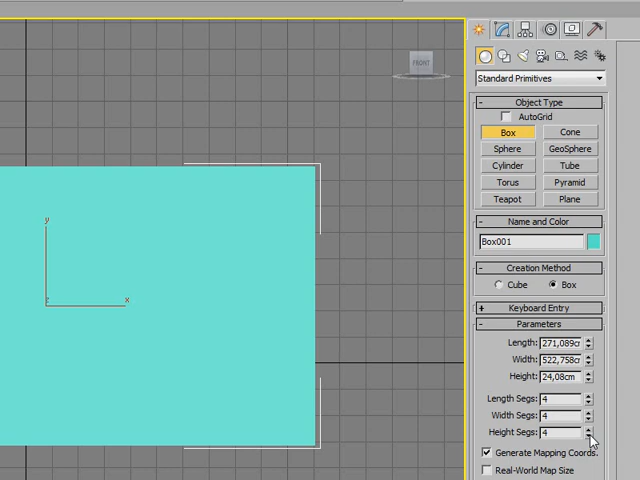 FRONT
y
x
z
Standard Primitives
- Object Type
AutoGrid
Box Cone
Sphere GeoSphere
Cylinder Tube
Torus Pyramid
Teapot Plane
- Name and Color
Box001
- Creation Method
Cube Box
+ Keyboard Entry
- Parameters
Length: 271,089cr
Width: 522,758cr
Height: 24,08cm
Length Segs: 4
Width Segs: 4
Height Segs: 4
Generate Mapping Coords.
Real-World Map Size